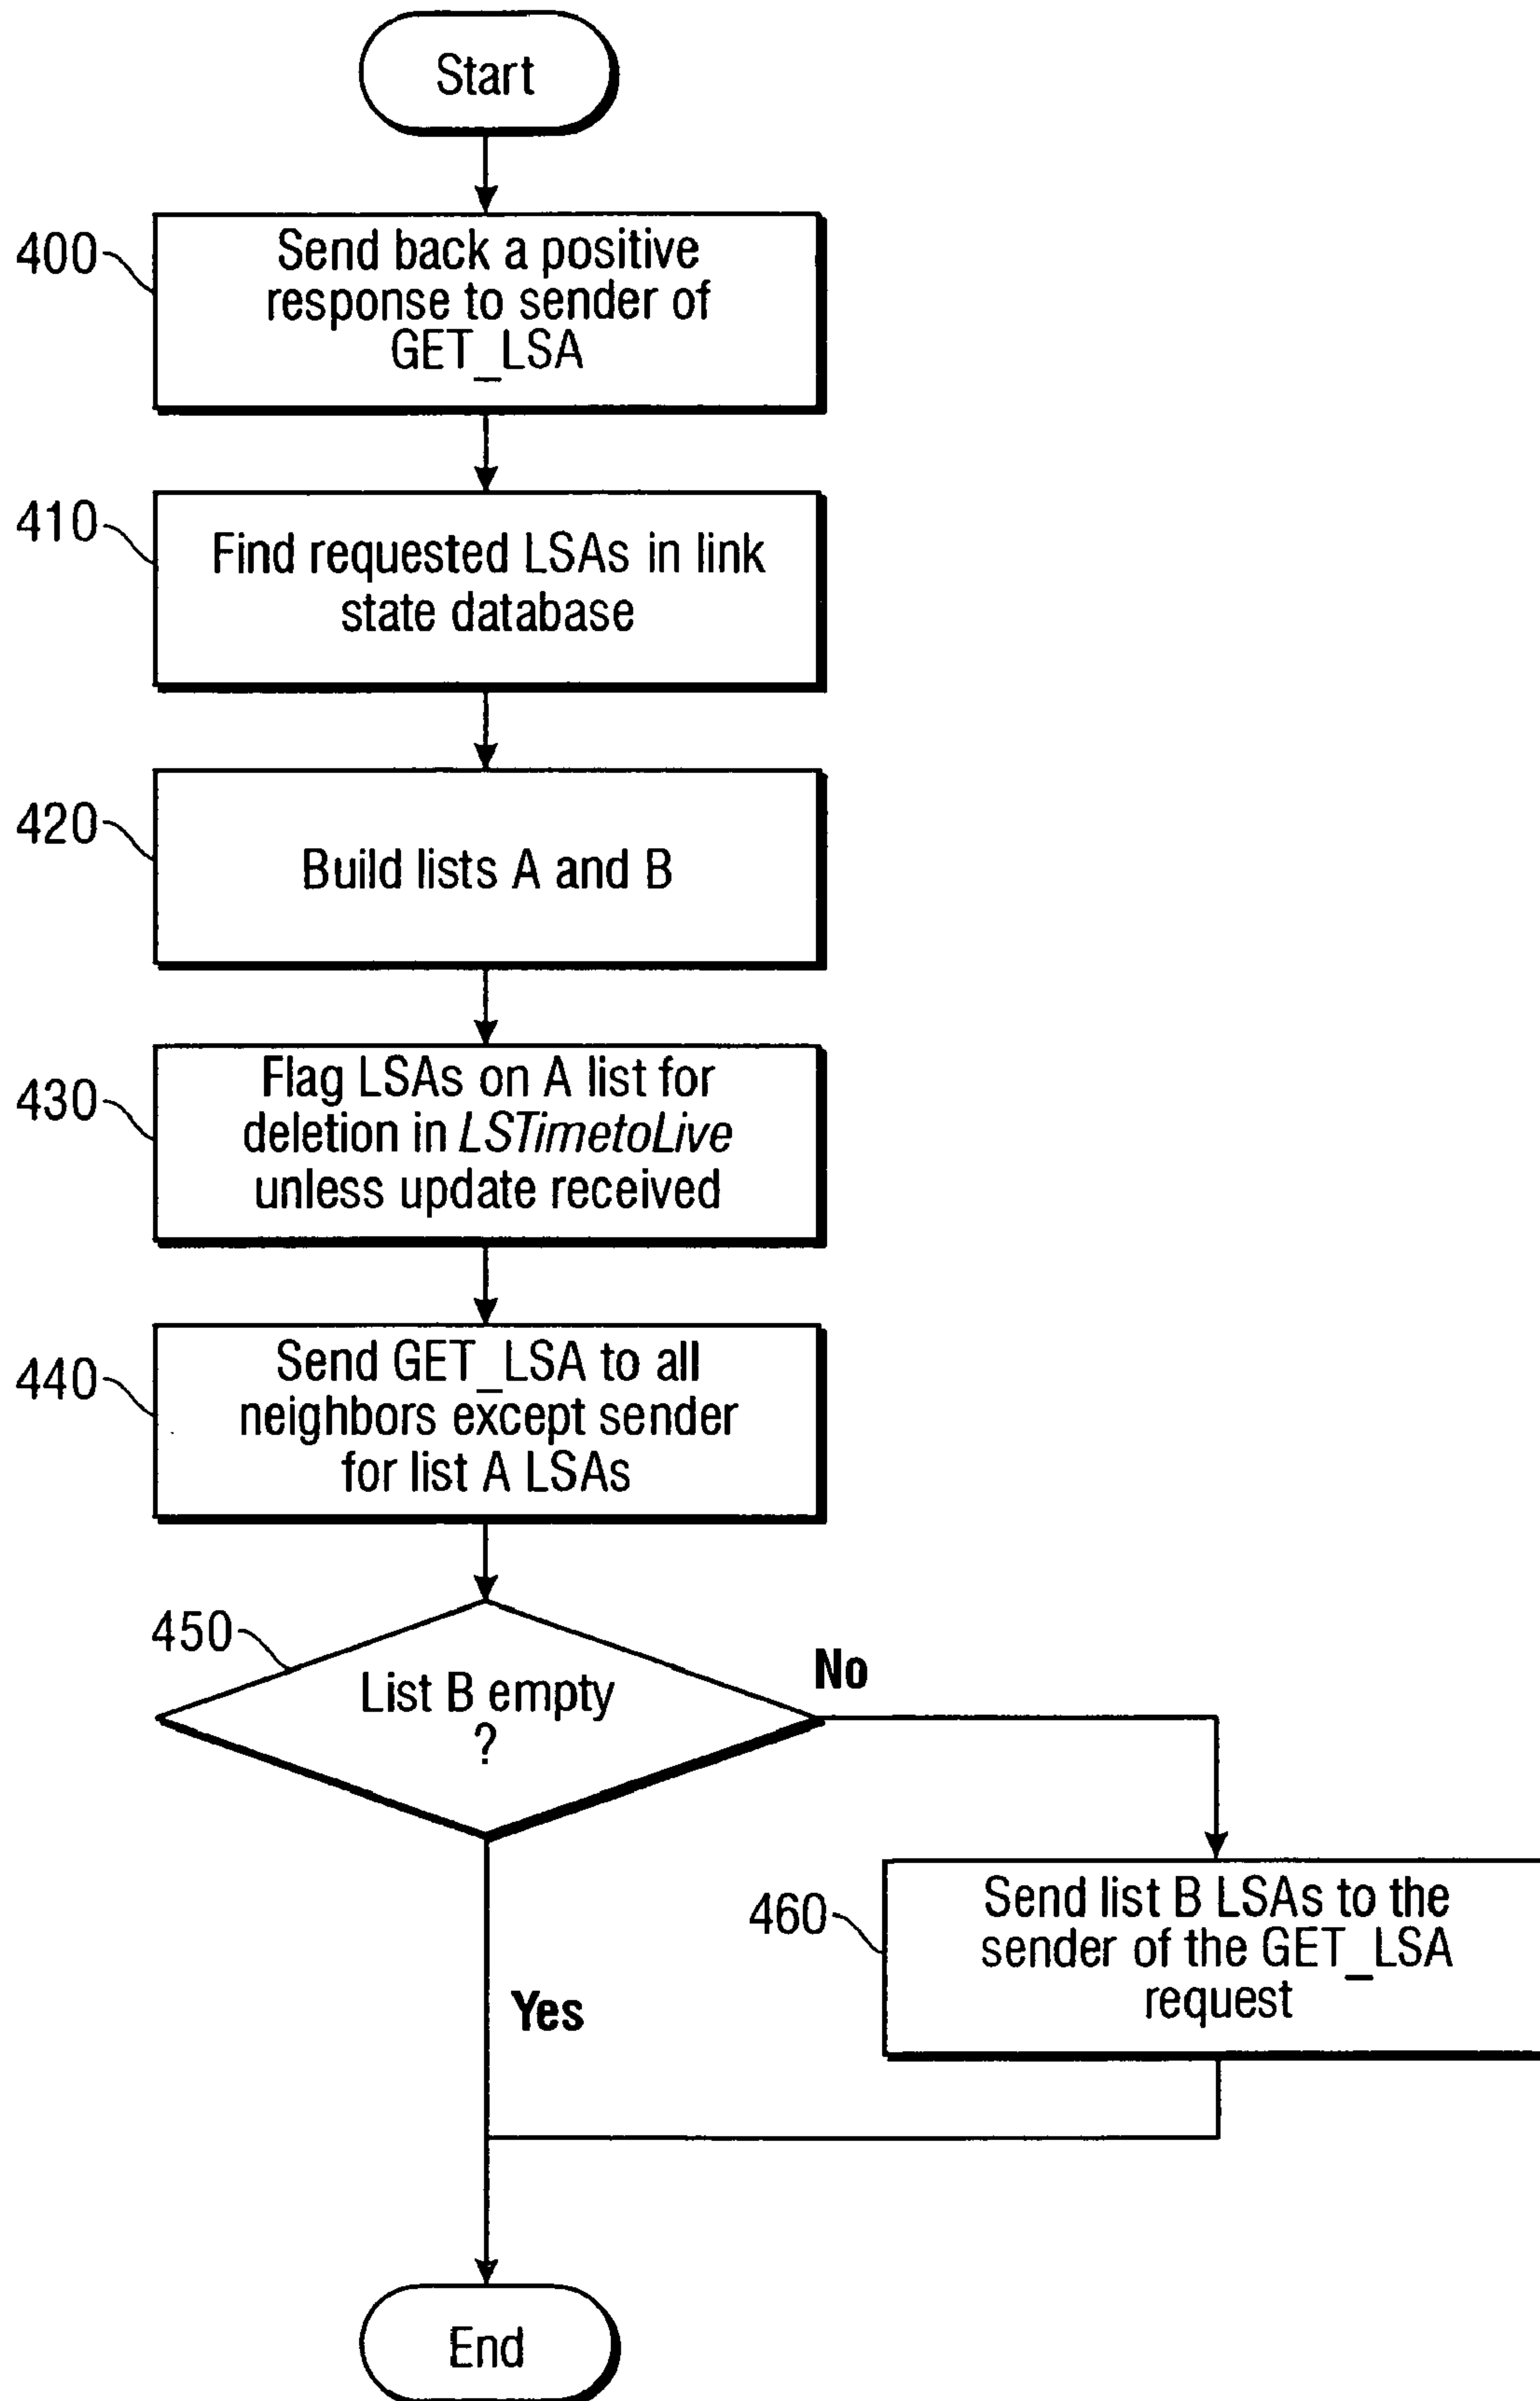 Start
400
Send back a positive
response to sender of
GET_LSA
410
Find requested LSAs in link
state database
420
Build lists A and B
430
Flag LSAs on A list for
deletion in LSTimetoLive
unless update received
440
Send GET_LSA to all
neighbors except sender
for list A LSAs
450
List B empty
?
No
460
Send list B LSAs to the
sender of the GET_LSA
request
Yes
End